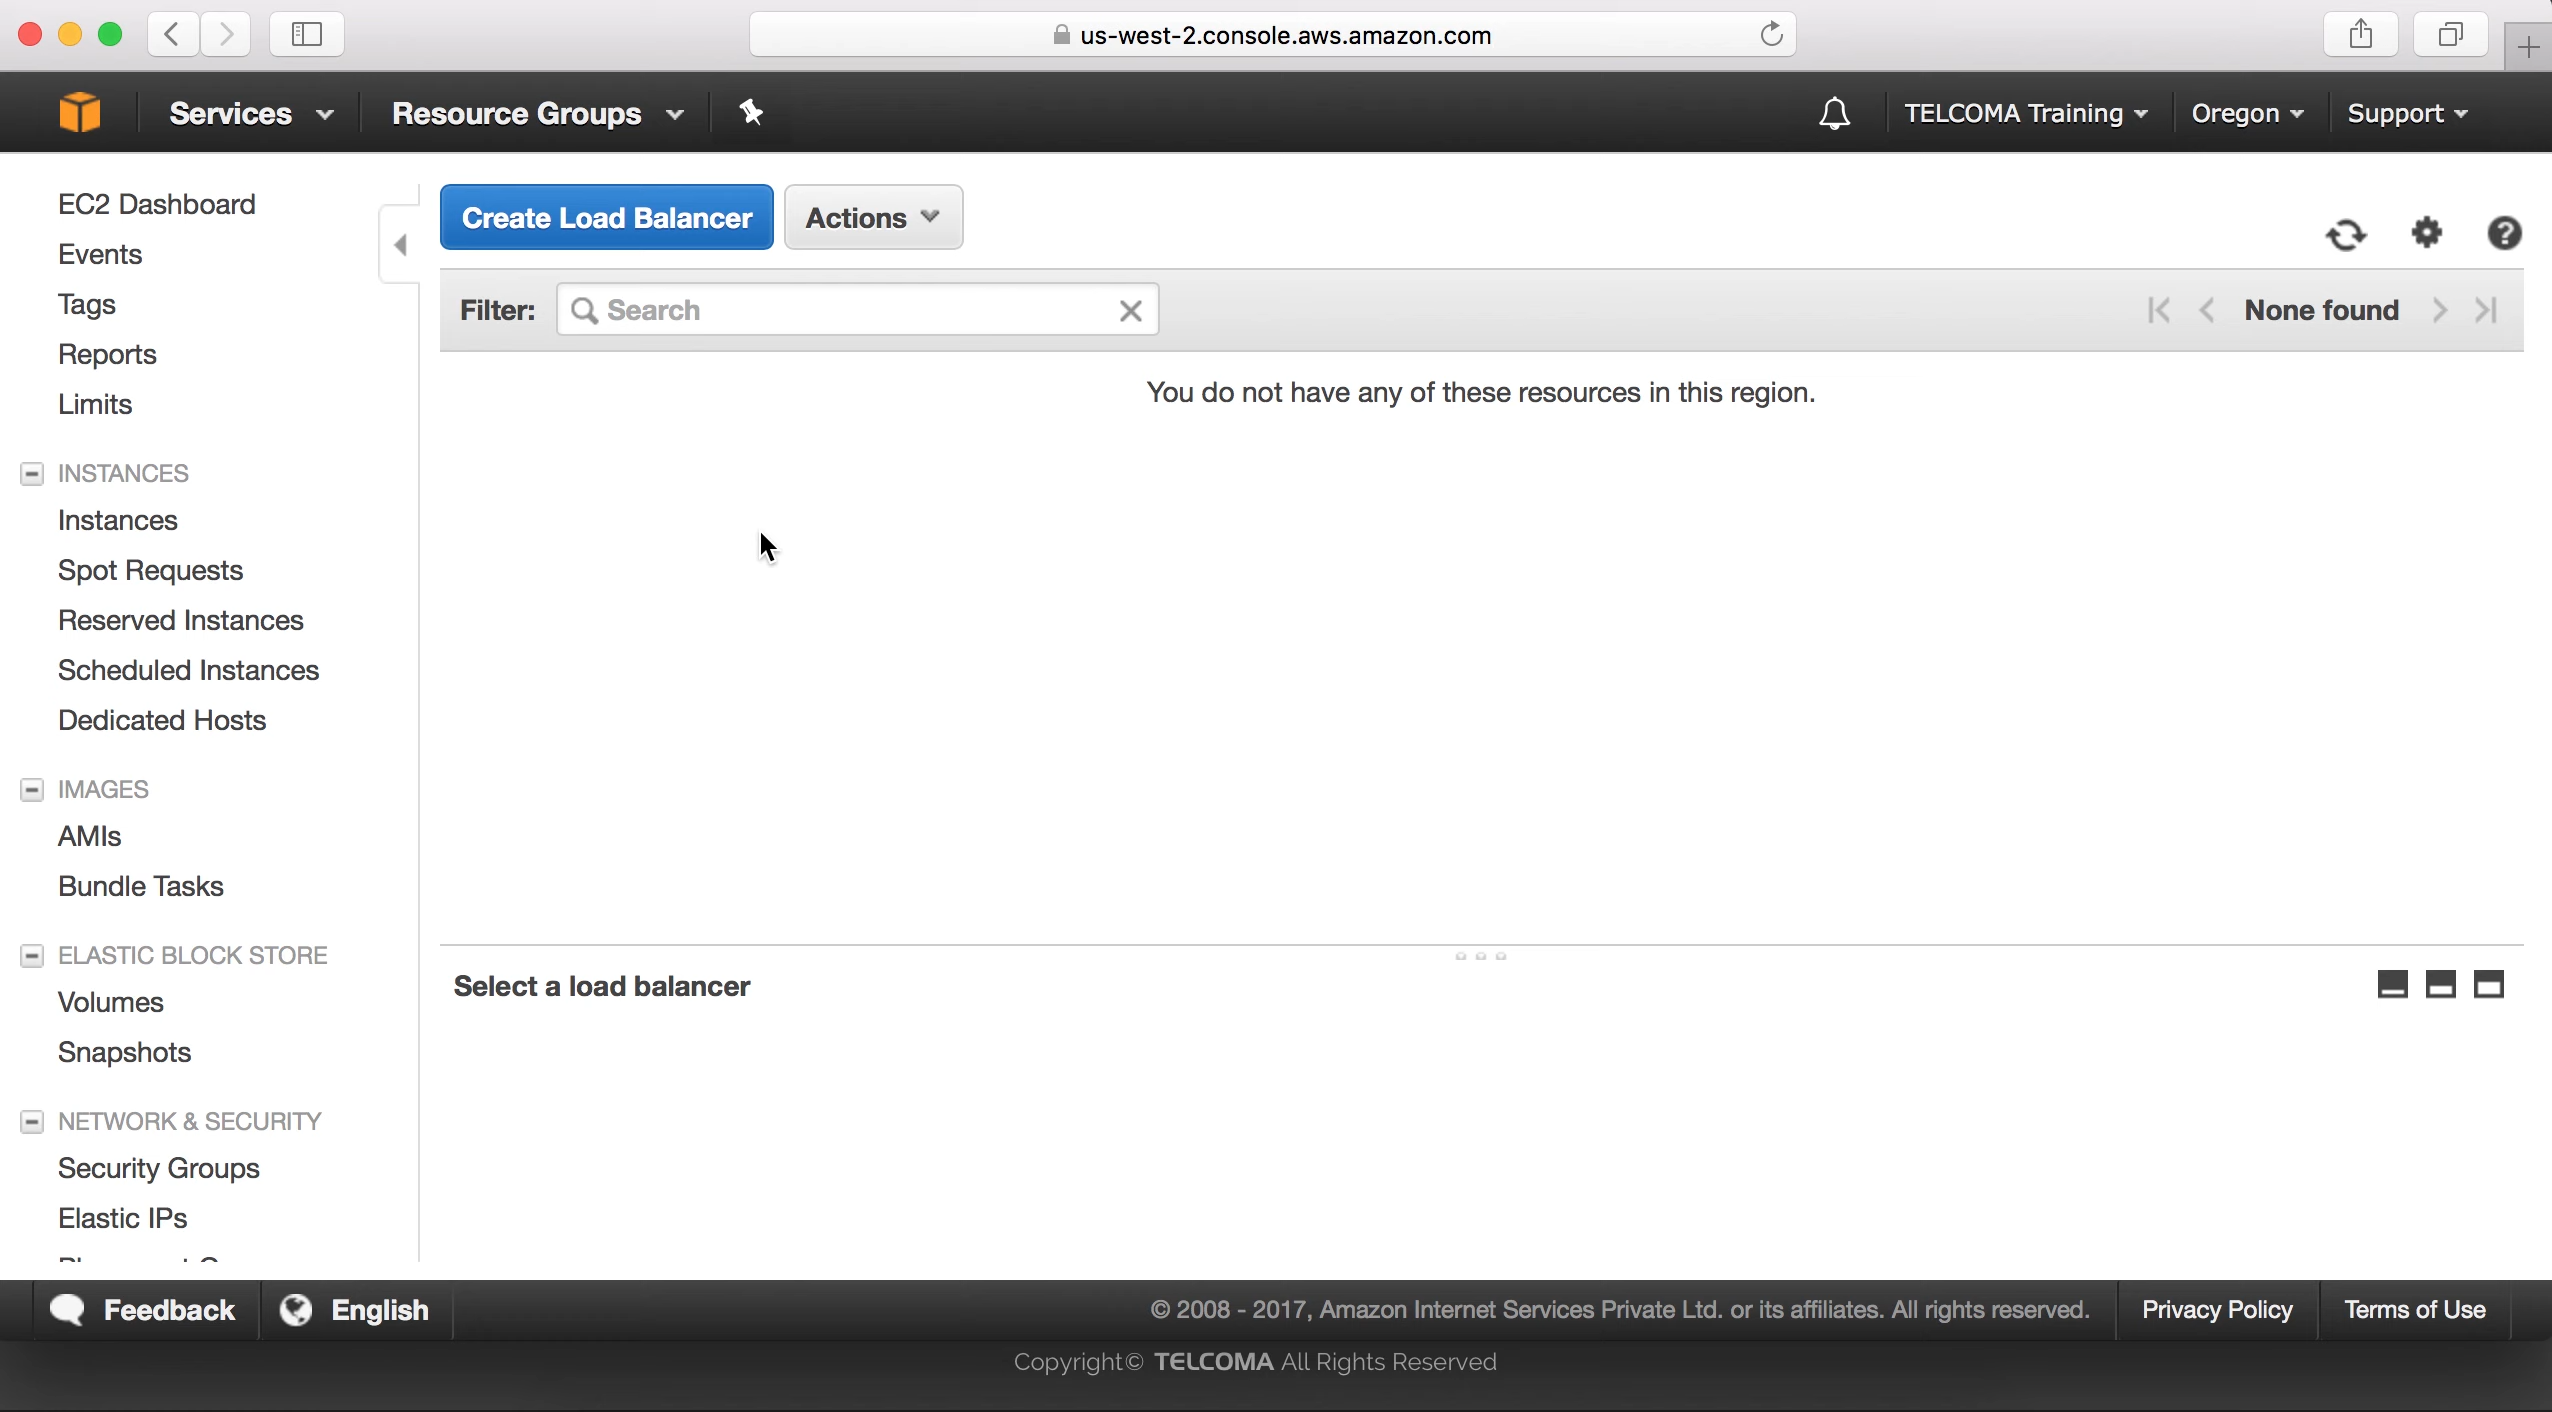 us-west-2.console.aws.amazon.com
Services
Resource Groups
TELCOMA Training
Oregon
Support
EC2 Dashboard
Events
Tags
Reports
Limits
INSTANCES
Instances
Spot Requests
Reserved Instances
Scheduled Instances
Dedicated Hosts
IMAGES
AMIs
Bundle Tasks
ELASTIC BLOCK STORE
Volumes
Snapshots
NETWORK & SECURITY
Security Groups
Elastic IPs
Create Load Balancer
Actions
Filter:
Search
None found
You do not have any of these resources in this region.
Select a load balancer
Feedback
English
© 2008 - 2017, Amazon Internet Services Private Ltd. or its affiliates. All rights reserved.
Privacy Policy
Terms of Use
Copyright© TELCOMA All Rights Reserved